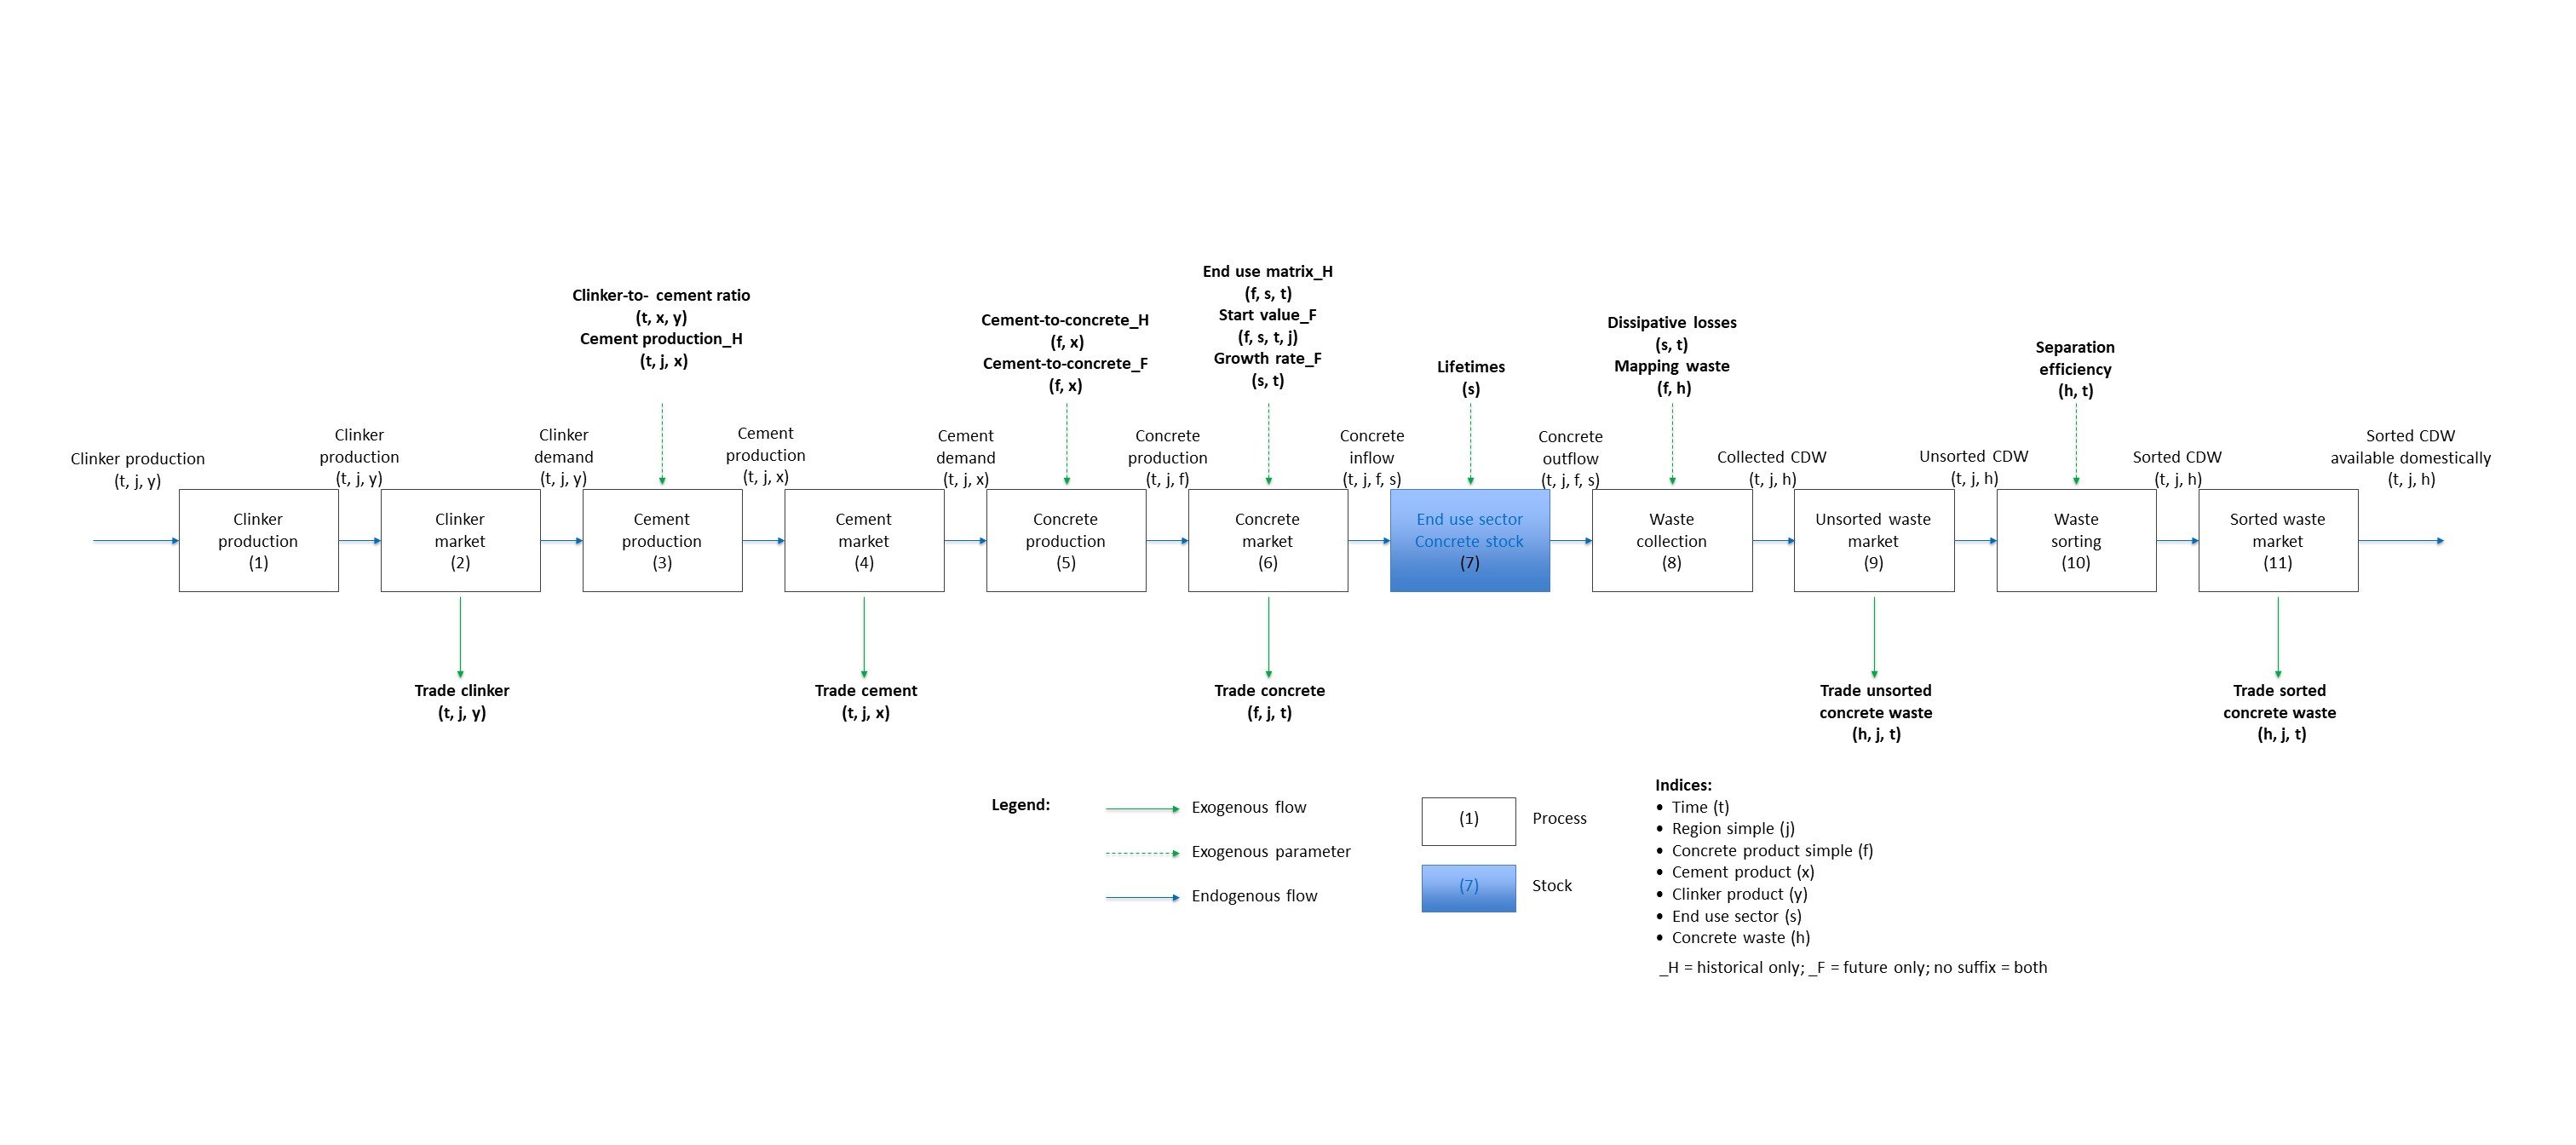 End use matrix_H
(f, s, t)
Start value_F
(f, s, t, j)
Growth rate_F
(s, t)
Clinker-to- cement ratio
(t, x, y)
Cement production_H
(t, j, x)
Cement-to-concrete_H
(f, x)
Cement-to-concrete_F
(f, x)
Lifetimes
(s)
Dissipative losses
(s, t)
Mapping waste
(f, h)
Separation
efficiency
(h, t)
Clinker production
(t, j, y)
Clinker
production
(t, j, y)
Clinker
demand
(t, j, y)
Cement
production
(t, j, x)
Cement
demand
(t, j, x)
Concrete
production
(t, j, f)
Concrete
inflow
(t, j, f, s)
Concrete
outflow
(t, j, f, s)
Collected CDW
(t, j, h)
Unsorted CDW
(t, j, h)
Sorted CDW
(t, j, h)
Sorted CDW
available domestically
(t, j, h)
Clinker
production
(1)
Clinker
market
(2)
Cement
production
(3)
Cement
market
(4)
Concrete
production
(5)
Concrete
market
(6)
End use sector
Concrete stock
(7)
Waste
collection
(8)
Unsorted waste
market
(9)
Waste
sorting
(10)
Sorted waste
market
(11)
Trade clinker
(t, j, y)
Trade cement
(t, j, x)
Trade concrete
(f, j, t)
Trade unsorted
concrete waste
(h, j, t)
Trade sorted
concrete waste
(h, j, t)
Legend:
Exogenous flow
Exogenous parameter
Endogenous flow
(1)
Process
(7)
Stock
Indices:
• Time (t)
• Region simple (j)
• Concrete product simple (f)
• Cement product (x)
• Clinker product (y)
• End use sector (s)
• Concrete waste (h)
_H = historical only; _F = future only; no suffix = both